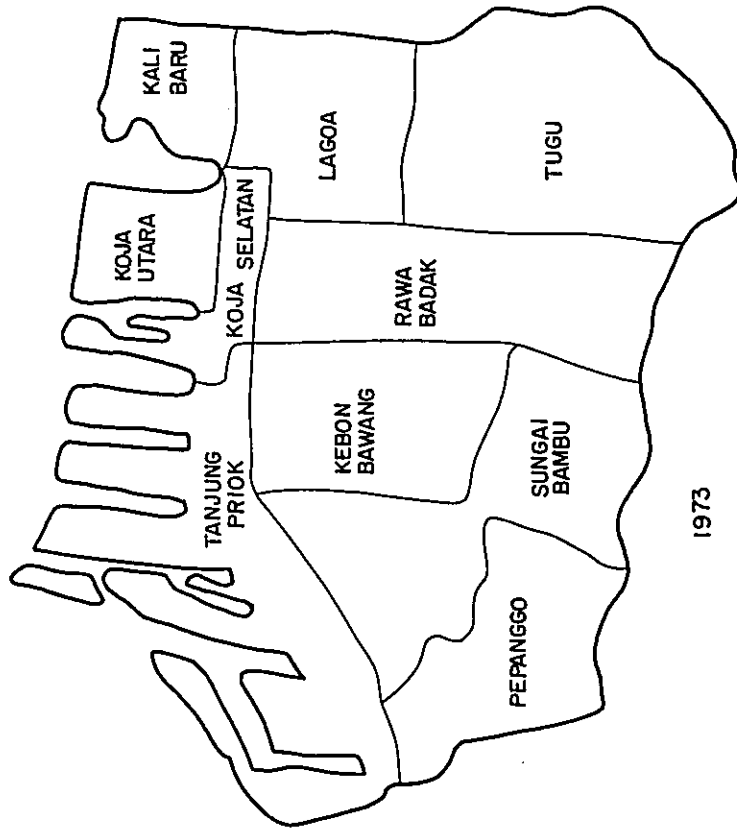 KALI
BARU
KOJA
UTARA
KOJA SELATAN
LAGOA
TUGU
RAWA
BADAK
TANJUNG
PRIOK
KEBON
BAWANG
SUNGAI
BAMBU
PEPANGGO
1973